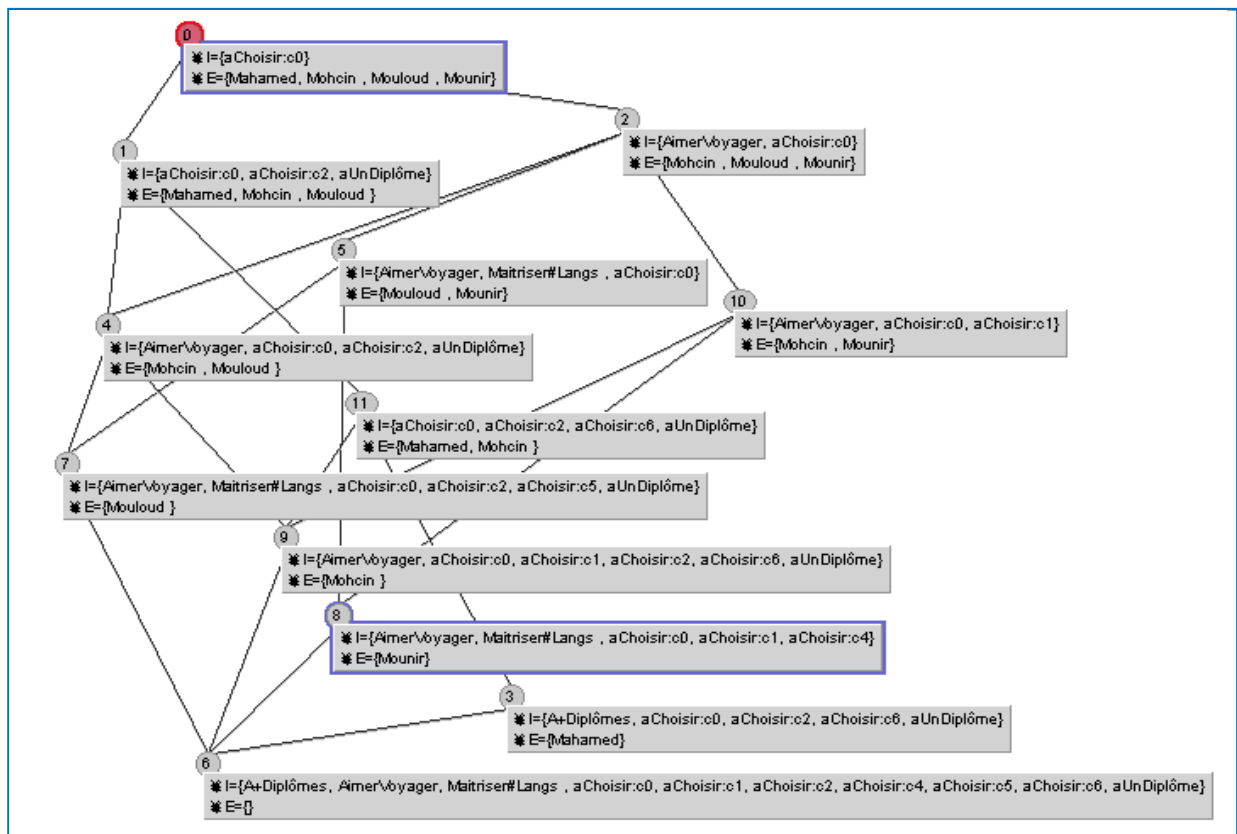 0
✷ I={aChoisir:c0}
✷ E={Mahamed, Mohcin , Mouloud , Mounir}
2
✷ I={AimerVoyager, aChoisir:c0}
✷ E={Mohcin , Mouloud , Mounir}
1
✷ I={aChoisir:c0, aChoisir:c2, aUnDiplôme}
✷ E={Mahamed, Mohcin , Mouloud }
5
✷ I={AimerVoyager, Maitriser#Langs , aChoisir:c0}
✷ E={Mouloud , Mounir}
10
✷ I={AimerVoyager, aChoisir:c0, aChoisir:c1}
✷ E={Mohcin , Mounir}
4
✷ I={AimerVoyager, aChoisir:c0, aChoisir:c2, aUnDiplôme}
✷ E={Mohcin , Mouloud }
11
✷ I={aChoisir:c0, aChoisir:c2, aChoisir:c6, aUnDiplôme}
✷ E={Mahamed, Mohcin }
7
✷ I={AimerVoyager, Maitriser#Langs , aChoisir:c0, aChoisir:c2, aChoisir:c5, aUnDiplôme}
✷ E={Mouloud }
9
✷ I={AimerVoyager, aChoisir:c0, aChoisir:c1, aChoisir:c2, aChoisir:c6, aUnDiplôme}
✷ E={Mohcin }
8
✷ I={AimerVoyager, Maitriser#Langs , aChoisir:c0, aChoisir:c1, aChoisir:c4}
✷ E={Mounir}
3
✷ I={A+Diplômes, aChoisir:c0, aChoisir:c2, aChoisir:c6, aUnDiplôme}
✷ E={Mahamed}
6
✷ I={A+Diplômes, AimerVoyager, Maitriser#Langs , aChoisir:c0, aChoisir:c1, aChoisir:c2, aChoisir:c4, aChoisir:c5, aChoisir:c6, aUnDiplôme}
✷ E={}